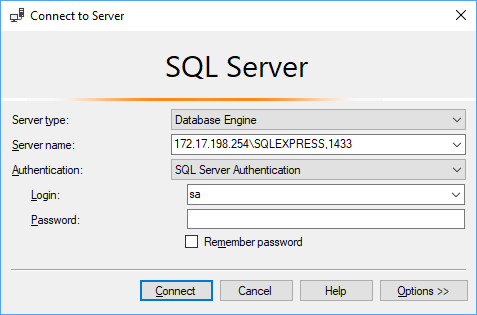 Connect to Server
SQL Server
Server type: Database Engine
Server name: 172.17.198.254\SQLEXPRESS,1433
Authentication: SQL Server Authentication
Login: sa
Password:
Remember password
Connect Cancel Help Options >>